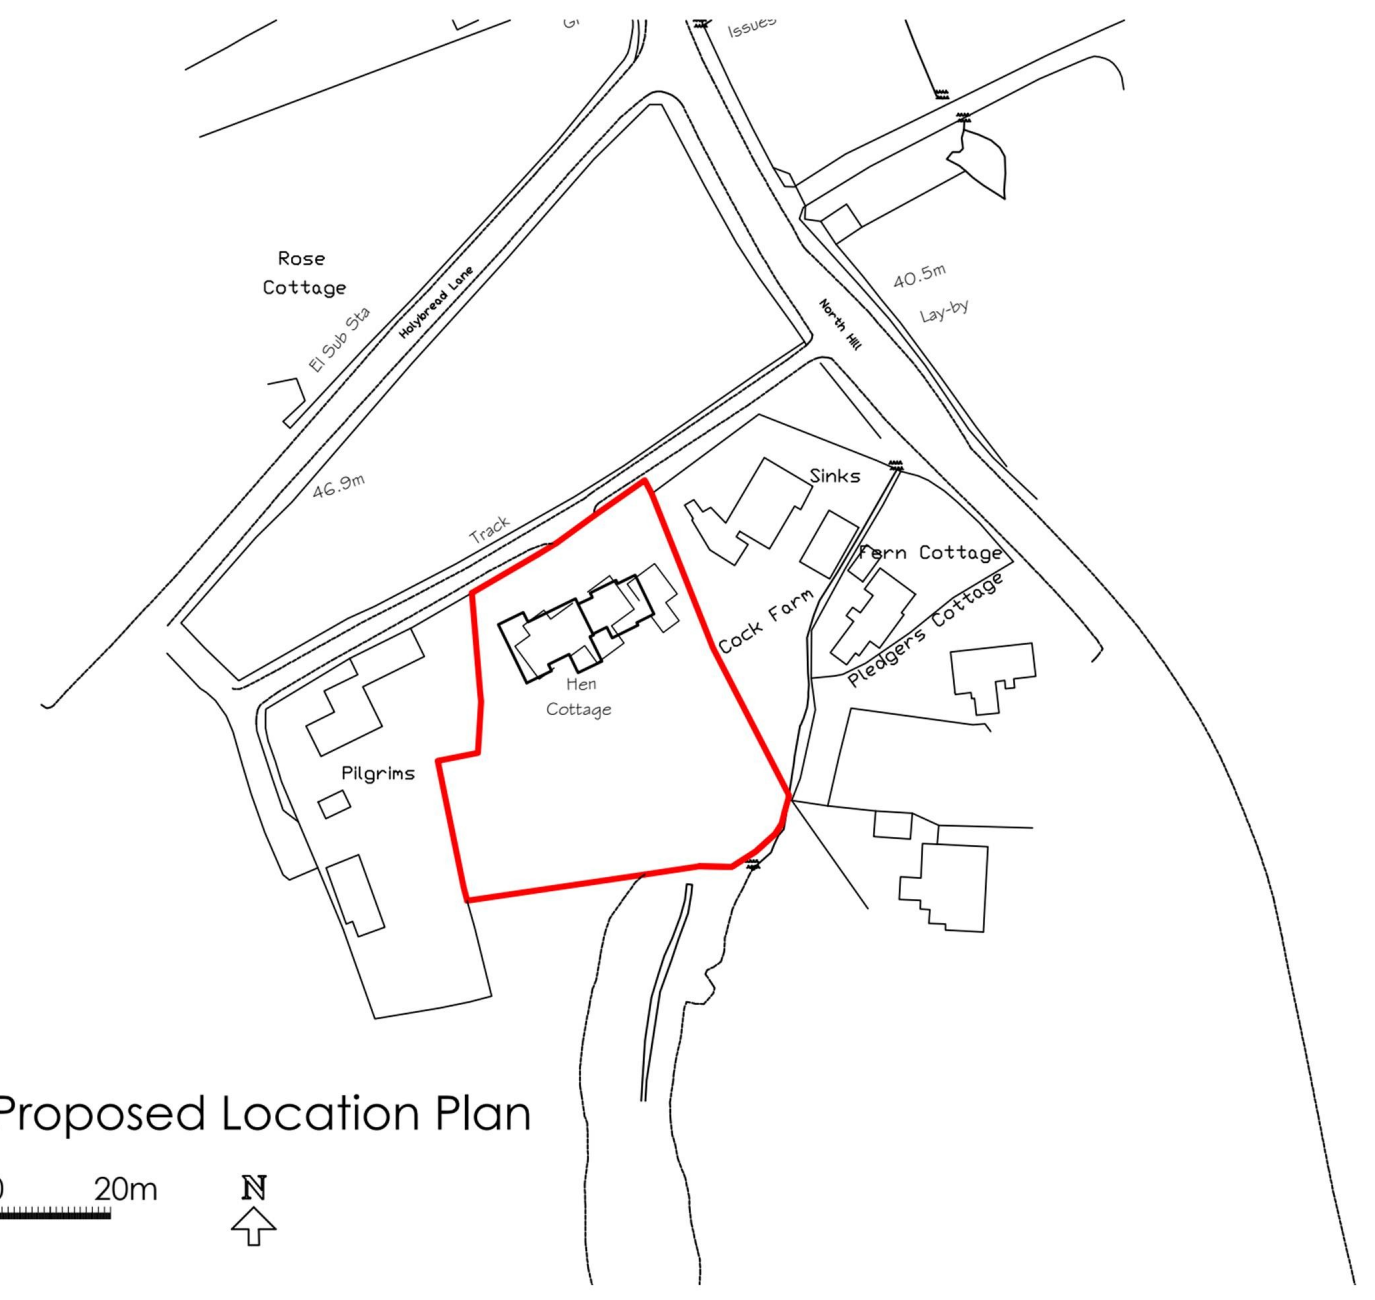 Issues
Rose
Cottage
El Sub Sta
Holybread Lane
40.5m
Lay-by
North Hill
46.9m
Track
Sinks
Fern Cottage
Cock Farm
Pledgers Cottage
Hen
Cottage
Pilgrims
Proposed Location Plan
0 20m
N